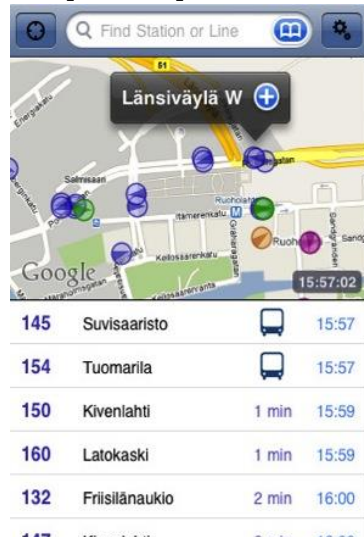 Find Station or Line
51
Länsiväylä W
Energiakatu
Salmisaari
Ruoholahti
Itämerenkatu
M
Kellosaarenkatu
Google
15:57:02
145 Suvisaaristo 15:57
154 Tuomarila 15:57
150 Kivenlahti 1 min 15:59
160 Latokaski 1 min 15:59
132 Friisilänaukio 2 min 16:00
147